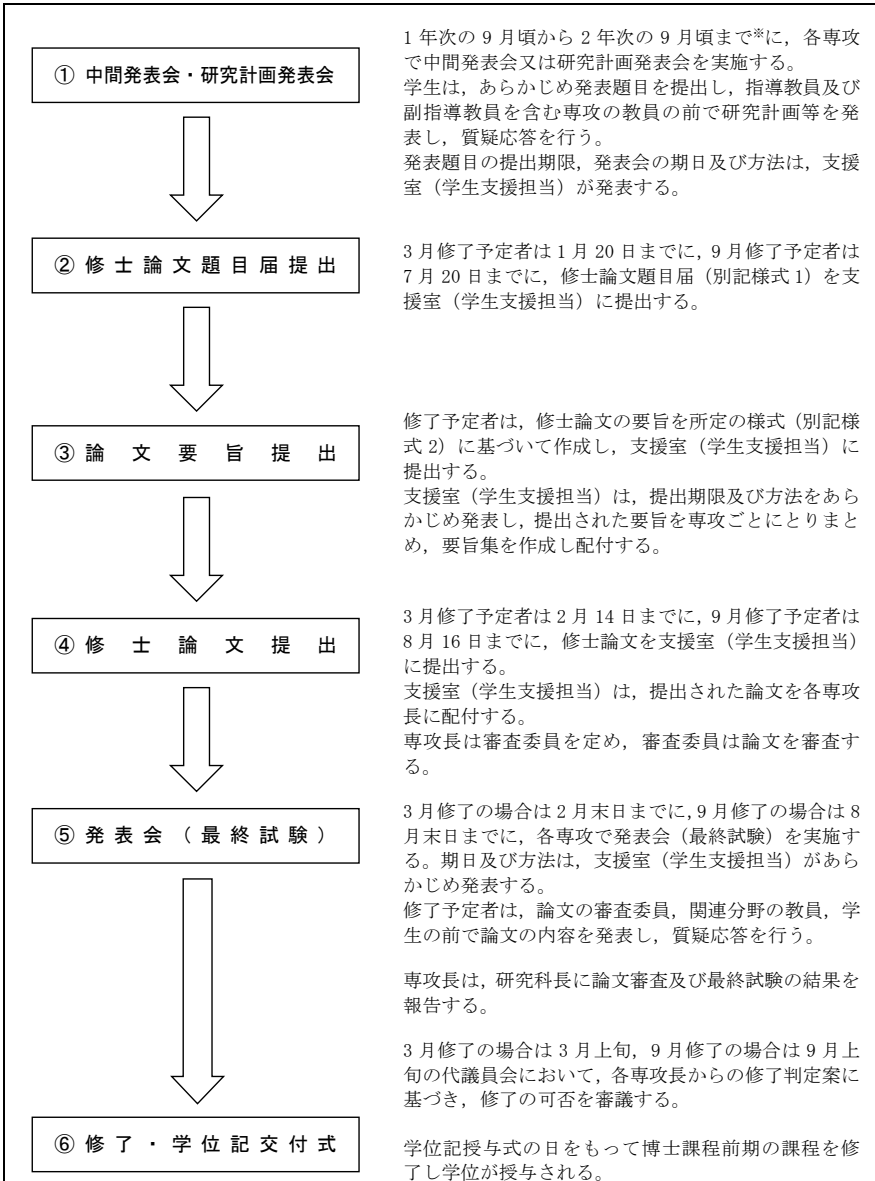 ① 中間発表会・研究計画発表会
1 年次の 9 月頃から 2 年次の 9 月頃まで※に，各専攻
で中間発表会又は研究計画発表会を実施する。
学生は，あらかじめ発表題目を提出し，指導教員及び
副指導教員を含む専攻の教員の前で研究計画等を発
表し，質疑応答を行う。
発表題目の提出期限，発表会の期日及び方法は，支援
室（学生支援担当）が発表する。
② 修士論文題目届提出
3 月修了予定者は 1 月 20 日までに，9 月修了予定者は
7 月 20 日までに，修士論文題目届（別記様式 1）を支
援室（学生支援担当）に提出する。
③ 論文要旨提出
修了予定者は，修士論文の要旨を所定の様式（別記様
式 2）に基づいて作成し，支援室（学生支援担当）に
提出する。
支援室（学生支援担当）は，提出期限及び方法をあら
かじめ発表し，提出された要旨を専攻ごとにとりまと
め，要旨集を作成し配付する。
④ 修士論文提出
3 月修了予定者は 2 月 14 日までに，9 月修了予定者は
8 月 16 日までに，修士論文を支援室（学生支援担当）
に提出する。
支援室（学生支援担当）は，提出された論文を各専攻
長に配付する。
専攻長は審査委員を定め，審査委員は論文を審査す
る。
⑤ 発表会（最終試験）
3 月修了の場合は 2 月末日までに，9 月修了の場合は 8
月末日までに，各専攻で発表会（最終試験）を実施す
る。期日及び方法は，支援室（学生支援担当）があら
かじめ発表する。
修了予定者は，論文の審査委員，関連分野の教員，学
生の前で論文の内容を発表し，質疑応答を行う。
専攻長は，研究科長に論文審査及び最終試験の結果を
報告する。
3 月修了の場合は 3 月上旬，9 月修了の場合は 9 月上
旬の代議員会において，各専攻長からの修了判定案に
基づき，修了の可否を審議する。
⑥ 修了・学位記交付式
学位記授与式の日をもって博士課程前期の課程を修
了し学位が授与される。